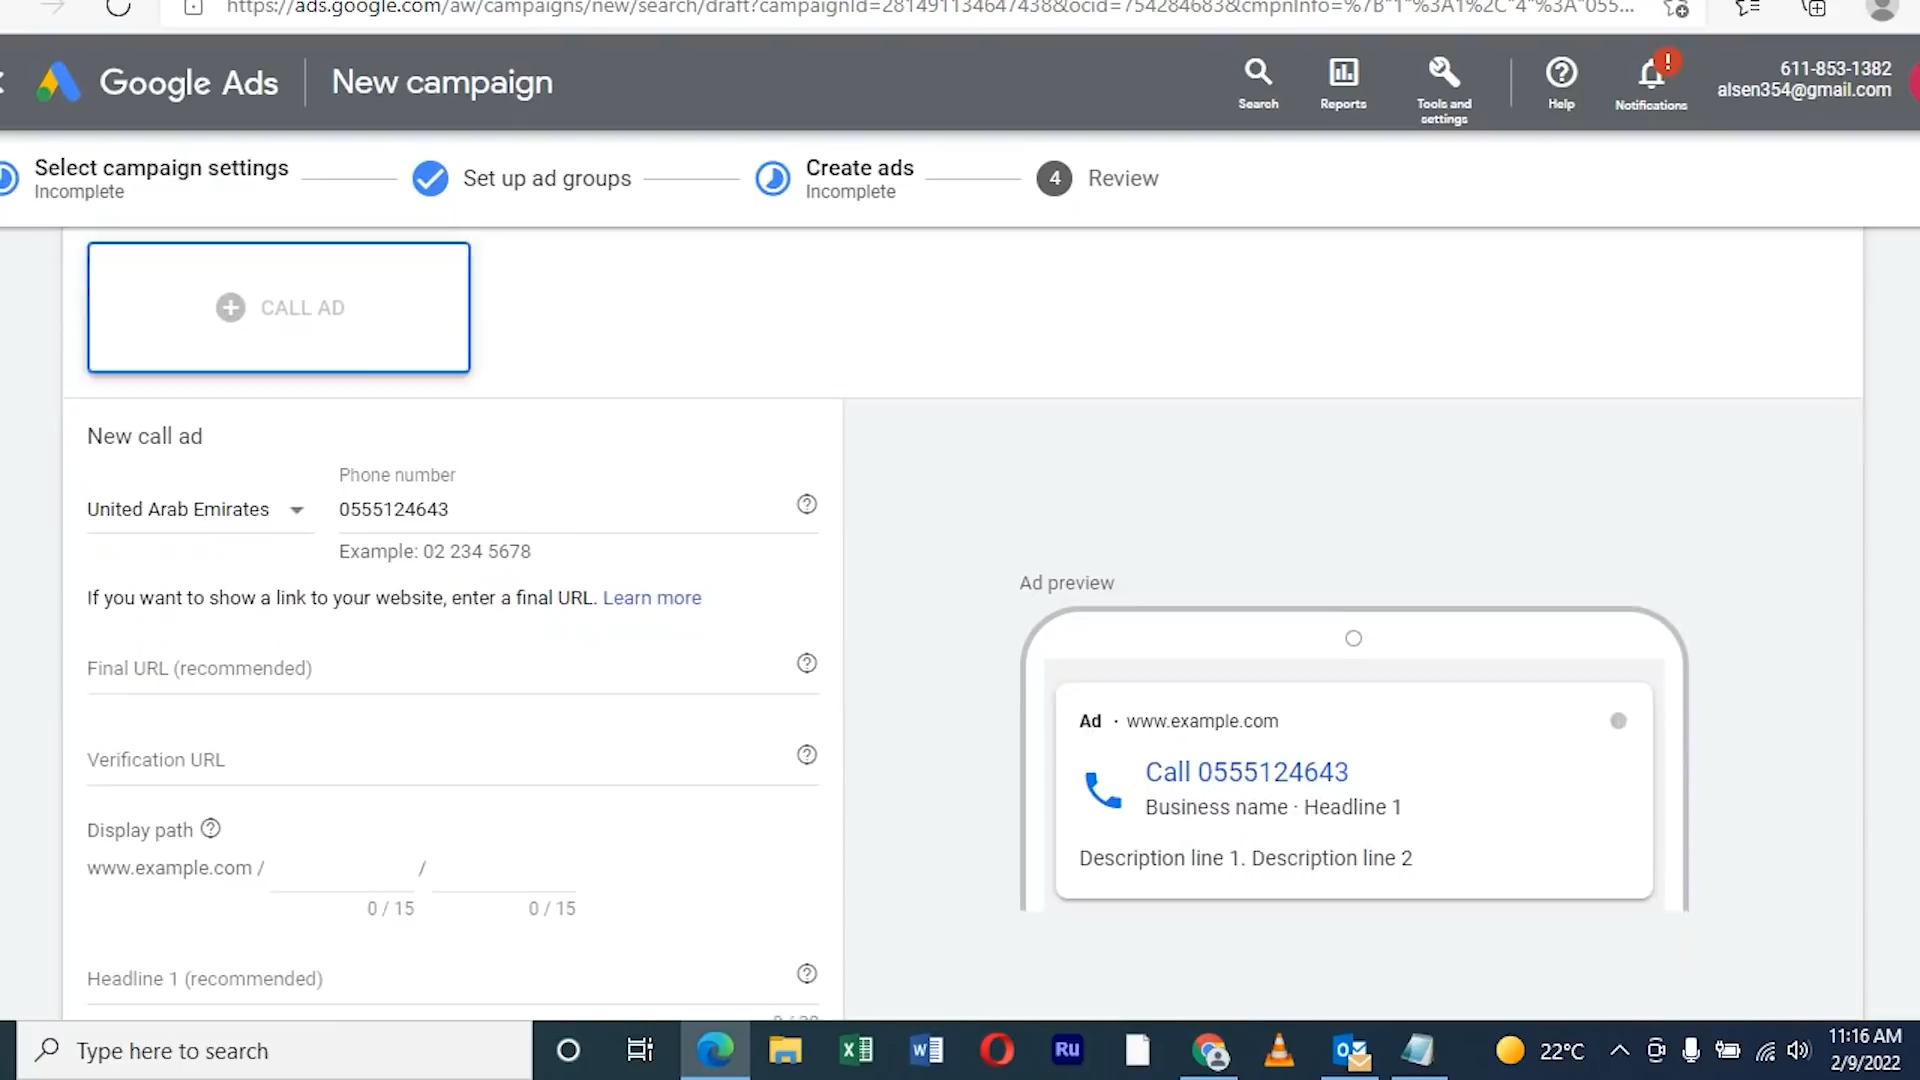 https://ads.google.com/aw/campaigns/new/search/draft?campaignId=281491134647438&ocid=754284683&cmpnInfo=%7B"1"%3A1%2C"4"%3A"055...
Google Ads
New campaign
Search
Reports
Tools and
settings
Help
!
Notifications
611-853-1382
alsen354@gmail.com
Select campaign settings
Incomplete
Set up ad groups
Create ads
Incomplete
4
Review
CALL AD
New call ad
Phone number
United Arab Emirates
0555124643
Example: 02 234 5678
If you want to show a link to your website, enter a final URL. Learn more
Final URL (recommended)
Verification URL
Display path
www.example.com /
/
0 / 15
0 / 15
Headline 1 (recommended)
Ad preview
Ad · www.example.com
Call 0555124643
Business name · Headline 1
Description line 1. Description line 2
Type here to search
Ru
22°C
11:16 AM
2/9/2022